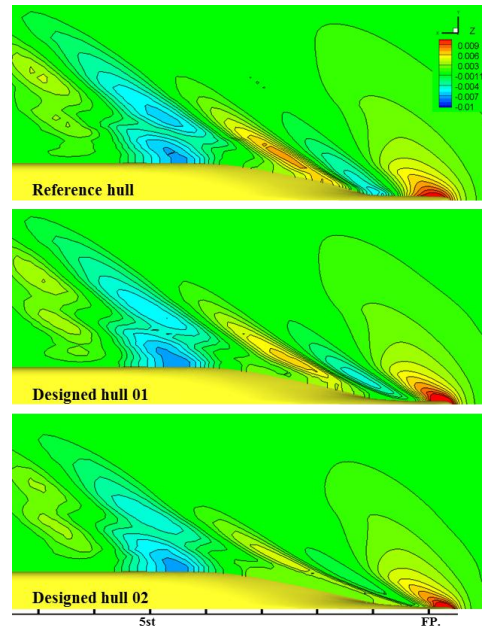 Z
0.009
0.006
0.003
-0.0011
-0.004
-0.007
-0.01
Reference hull
Designed hull 01
Designed hull 02
5st FP.